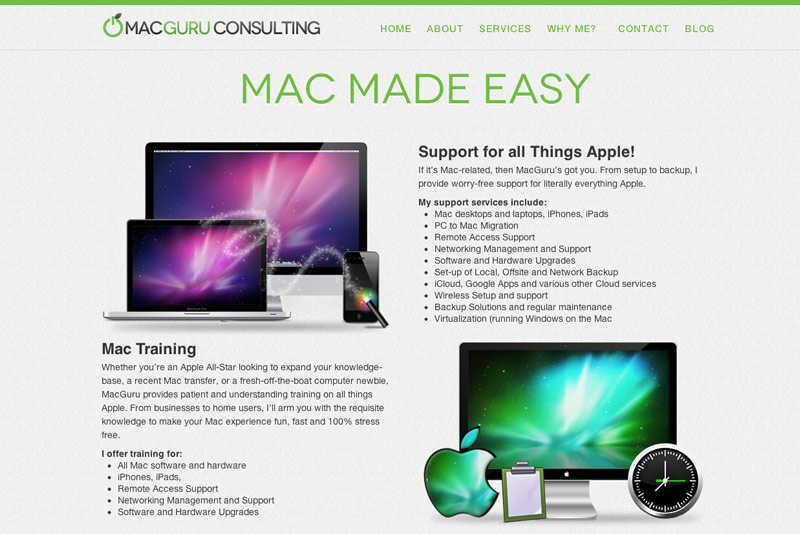 MACGURU CONSULTING
HOME ABOUT SERVICES WHY ME? CONTACT BLOG
MAC MADE EASY
Support for all Things Apple!
If it's Mac-related, then MacGuru's got you. From setup to backup, I
provide worry-free support for literally everything Apple.
My support services include:
Mac desktops and laptops, iPhones, iPads
PC to Mac Migration
Remote Access Support
Networking Management and Support
Software and Hardware Upgrades
Set-up of Local, Offsite and Network Backup
iCloud, Google Apps and various other Cloud services
Wireless Setup and support
Backup Solutions and regular maintenance
Virtualization (running Windows on the Mac
Mac Training
Whether you're an Apple All-Star looking to expand your knowledge-
base, a recent Mac transfer, or a fresh-off-the-boat computer newbie,
MacGuru provides patient and understanding training on all things
Apple. From businesses to home users, I'll arm you with the requisite
knowledge to make your Mac experience fun, fast and 100% stress
free.
I offer training for:
All Mac software and hardware
iPhones, iPads,
Remote Access Support
Networking Management and Support
Software and Hardware Upgrades